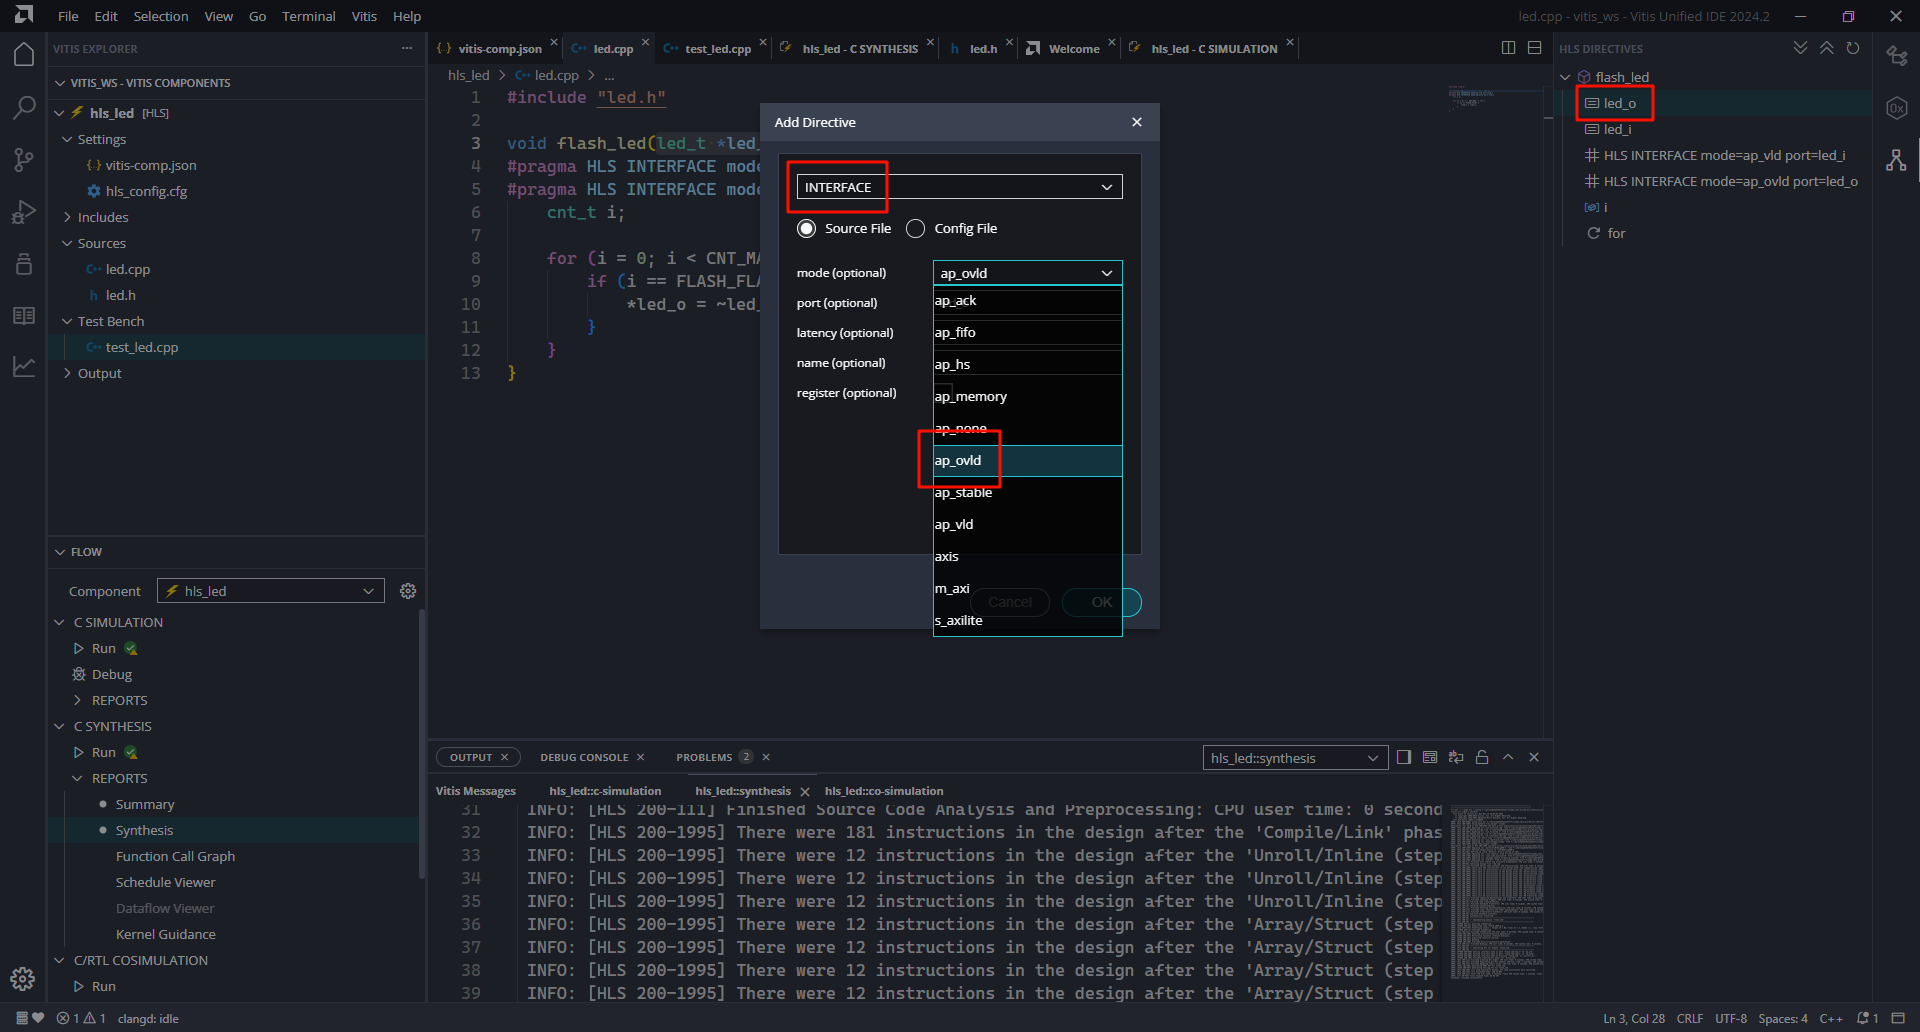 File Edit Selection View Go Terminal Vitis Help
led.cpp - vitis_ws - Vitis Unified IDE 2024.2
VITIS EXPLORER
VITIS_WS - VITIS COMPONENTS
hls_led [HLS]
Settings
vitis-comp.json
hls_config.cfg
Includes
Sources
led.cpp
led.h
Test Bench
test_led.cpp
Output
FLOW
Component hls_led
C SIMULATION
Run
Debug
REPORTS
C SYNTHESIS
Run
REPORTS
Summary
Synthesis
Function Call Graph
Schedule Viewer
Dataflow Viewer
Kernel Guidance
C/RTL COSIMULATION
Run
vitis-comp.json led.cpp test_led.cpp hls_led - C SYNTHESIS led.h Welcome hls_led - C SIMULATION
hls_led > led.cpp > ...
1 #include "led.h"
2
3 void flash_led(led_t *led_
4 #pragma HLS INTERFACE mode
5 #pragma HLS INTERFACE mode
6 cnt_t i;
7
8 for (i = 0; i < CNT_MA
9 if (i == FLASH_FLA
10 *led_o = ~led_
11 }
12 }
13 }
Add Directive
INTERFACE
Source File Config File
mode (optional) ap_ovld
port (optional)
latency (optional)
name (optional)
register (optional)
ap_ack
ap_fifo
ap_hs
ap_memory
ap_none
ap_ovld
ap_stable
ap_vld
axis
m_axi
s_axilite
Cancel OK
HLS DIRECTIVES
flash_led
led_o
led_i
HLS INTERFACE mode=ap_vld port=led_i
HLS INTERFACE mode=ap_ovld port=led_o
i
for
OUTPUT DEBUG CONSOLE PROBLEMS 2 hls_led::synthesis
Vitis Messages hls_led::c-simulation hls_led::synthesis hls_led::co-simulation
31 INFO: [HLS 200-111] Finished Source Code Analysis and Preprocessing: CPU user time: 0 second
32 INFO: [HLS 200-1995] There were 181 instructions in the design after the 'Compile/Link' phas
33 INFO: [HLS 200-1995] There were 12 instructions in the design after the 'Unroll/Inline (step
34 INFO: [HLS 200-1995] There were 12 instructions in the design after the 'Unroll/Inline (step
35 INFO: [HLS 200-1995] There were 12 instructions in the design after the 'Unroll/Inline (step
36 INFO: [HLS 200-1995] There were 12 instructions in the design after the 'Array/Struct (step
37 INFO: [HLS 200-1995] There were 12 instructions in the design after the 'Array/Struct (step
38 INFO: [HLS 200-1995] There were 12 instructions in the design after the 'Array/Struct (step
39 INFO: [HLS 200-1995] There were 12 instructions in the design after the 'Array/Struct (step
1 1 clangd: idle
Ln 3, Col 28 CRLF UTF-8 Spaces: 4 C++ 1